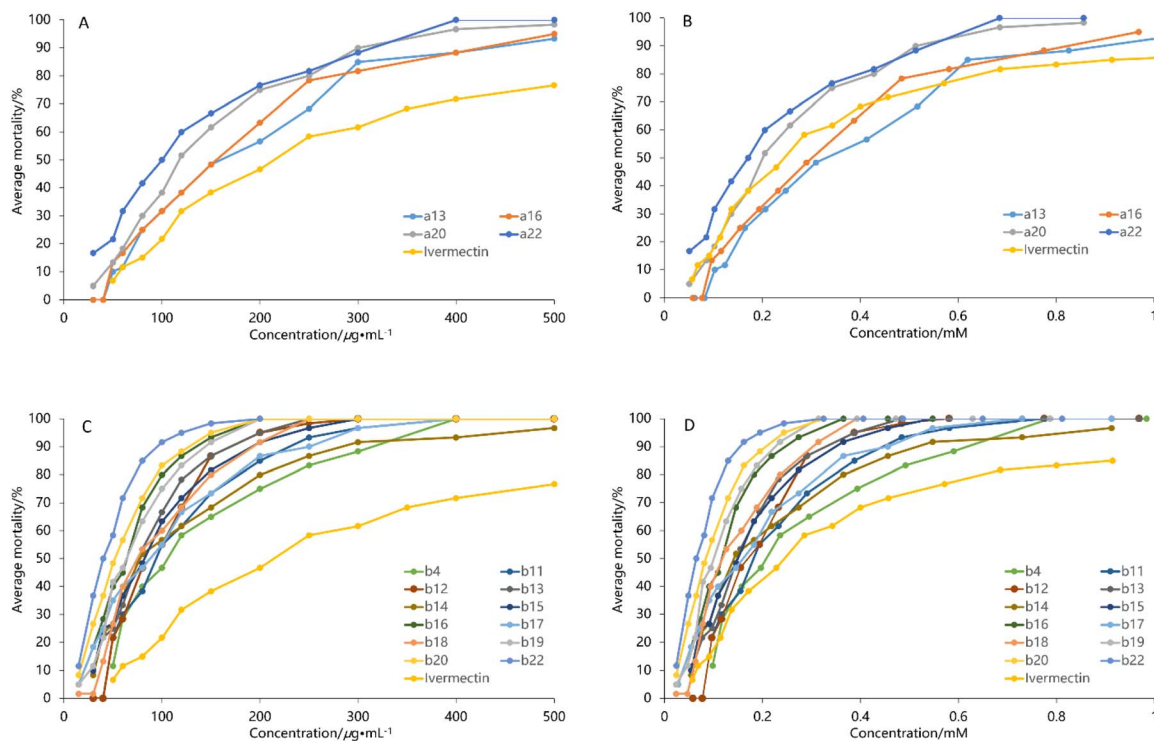 A
Average mortality/%
100
90
80
70
60
50
40
30
20
10
0
0 100 200 300 400 500
Concentration/µg•mL⁻¹
a13 a16
a20 a22
Ivermectin
B
Average mortality/%
100
90
80
70
60
50
40
30
20
10
0
0 0.2 0.4 0.6 0.8 1
Concentration/mM
a13 a16
a20 a22
Ivermectin
C
Average mortality/%
100
90
80
70
60
50
40
30
20
10
0
0 100 200 300 400 500
Concentration/µg•mL⁻¹
b4 b11
b12 b13
b14 b15
b16 b17
b18 b19
b20 b22
Ivermectin
D
Average mortality/%
100
90
80
70
60
50
40
30
20
10
0
0 0.2 0.4 0.6 0.8 1
Concentration/mM
b4 b11
b12 b13
b14 b15
b16 b17
b18 b19
b20 b22
Ivermectin